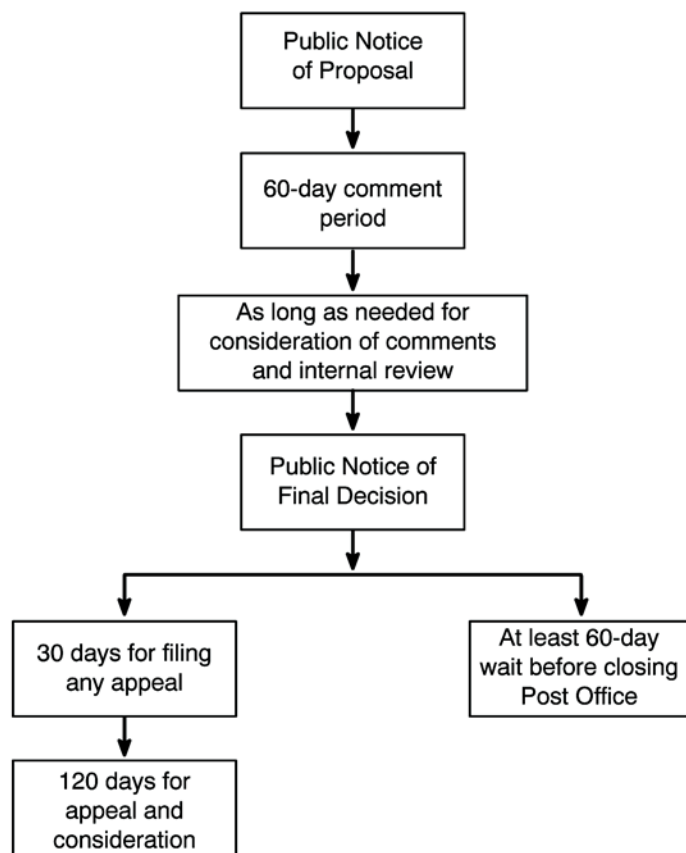 Public Notice
of Proposal
60-day comment
period
As long as needed for
consideration of comments
and internal review
Public Notice of
Final Decision
30 days for filing
any appeal
At least 60-day
wait before closing
Post Office
120 days for
appeal and
consideration